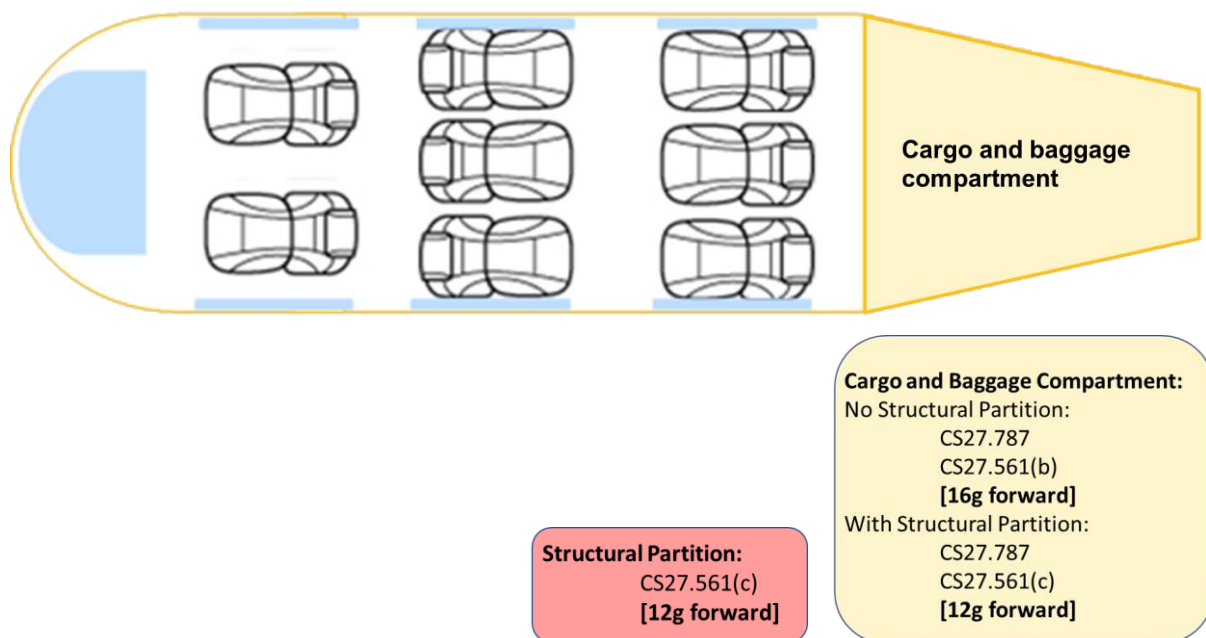 Cargo and baggage
compartment
Cargo and Baggage Compartment:
No Structural Partition:
CS27.787
CS27.561(b)
[16g forward]
With Structural Partition:
CS27.787
CS27.561(c)
[12g forward]
Structural Partition:
CS27.561(c)
[12g forward]